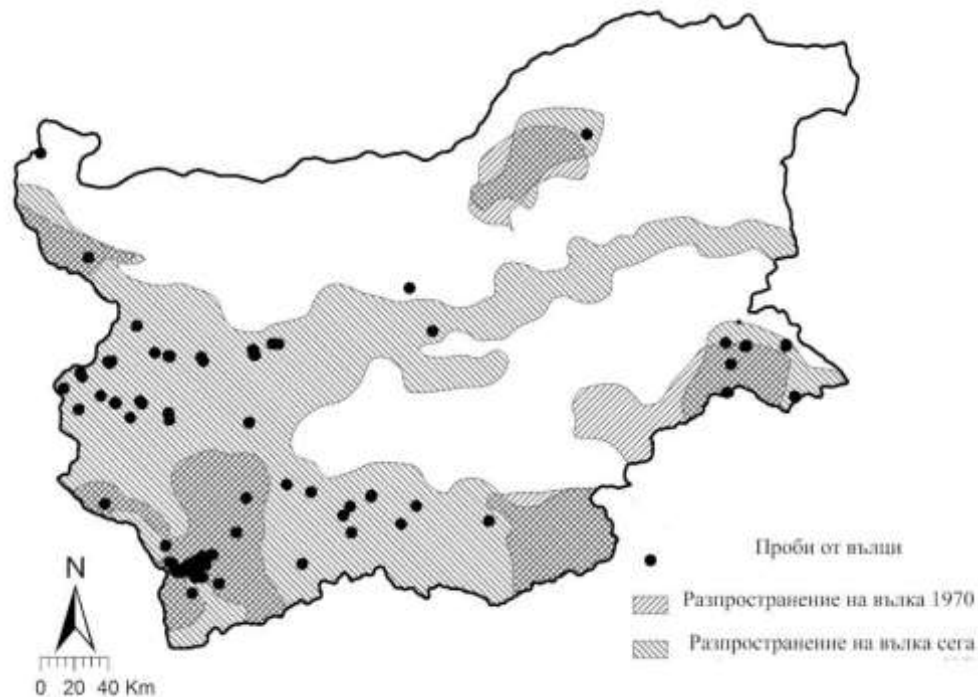 Проби от вълци
Разпространение на вълка 1970
Разпространение на вълка сега
N
0 20 40 Km